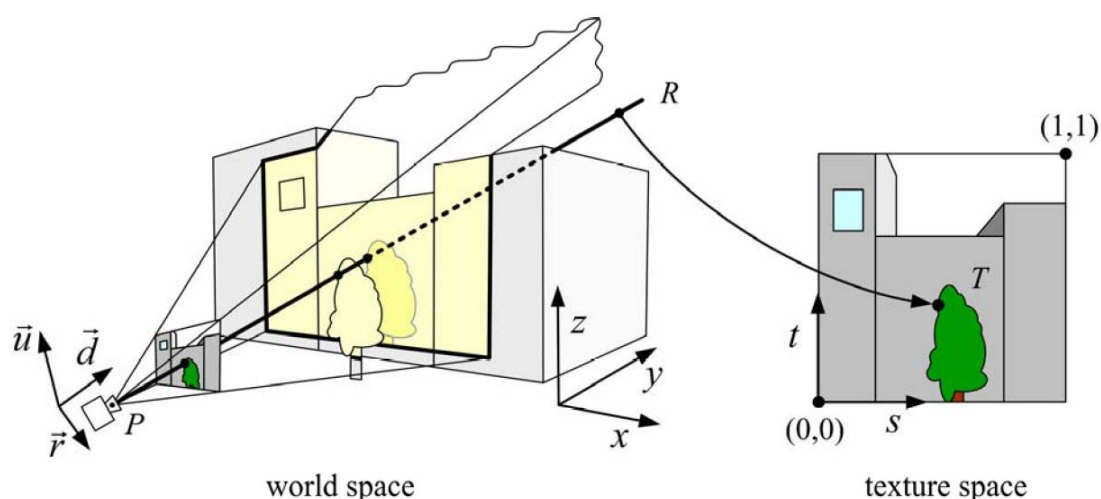 R
(1,1)
T
z
y
x
t
s
(0,0)
u⃗
d⃗
P
r⃗
world space
texture space